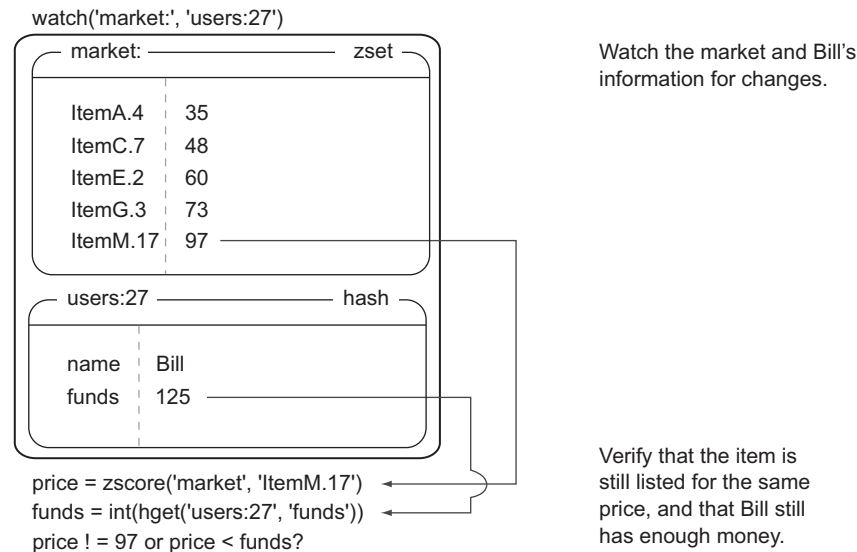 watch('market:', 'users:27')
market: zset
ItemA.4 35
ItemC.7 48
ItemE.2 60
ItemG.3 73
ItemM.17 97
users:27 hash
name Bill
funds 125
price = zscore('market', 'ItemM.17')
funds = int(hget('users:27', 'funds'))
price ! = 97 or price < funds?
Watch the market and Bill's
information for changes.
Verify that the item is
still listed for the same
price, and that Bill still
has enough money.